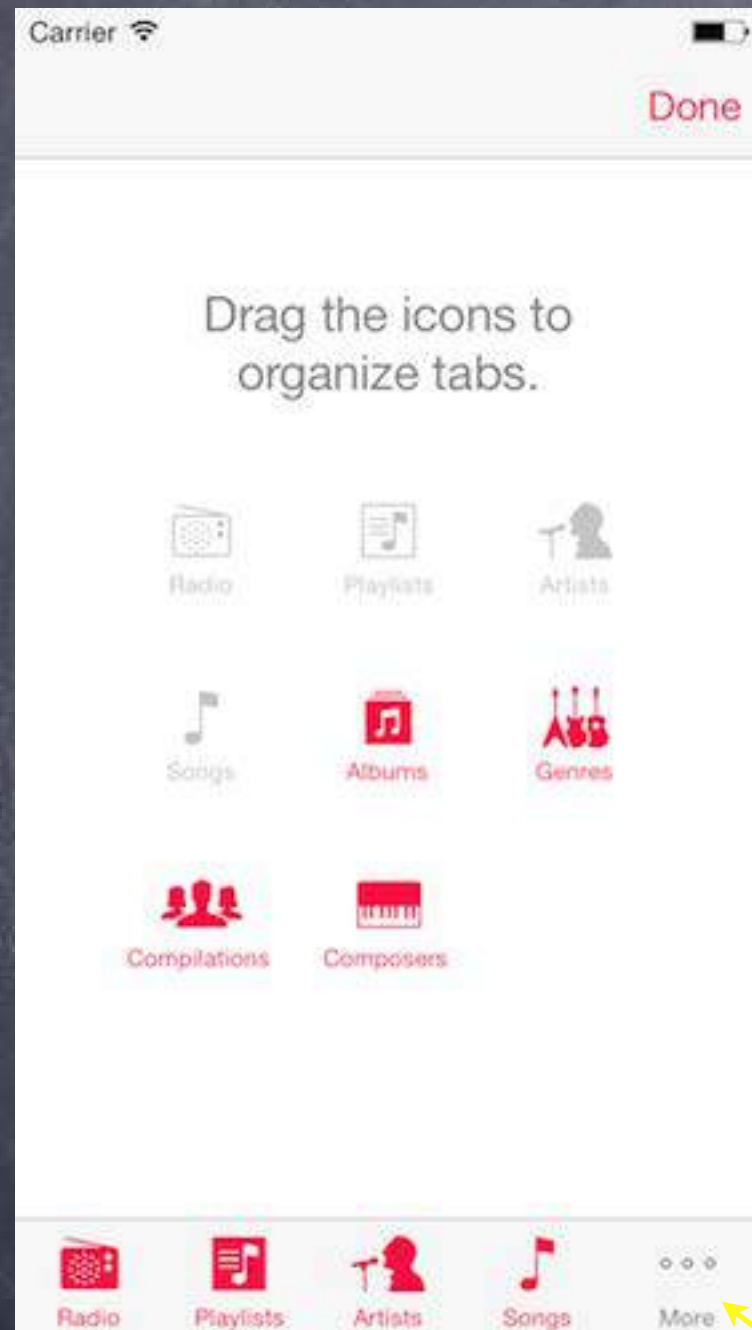 Carrier
Done
Drag the icons to
organize tabs.
Radio Playlists Artists
Songs Albums Genres
Compilations Composers
Radio Playlists Artists Songs More